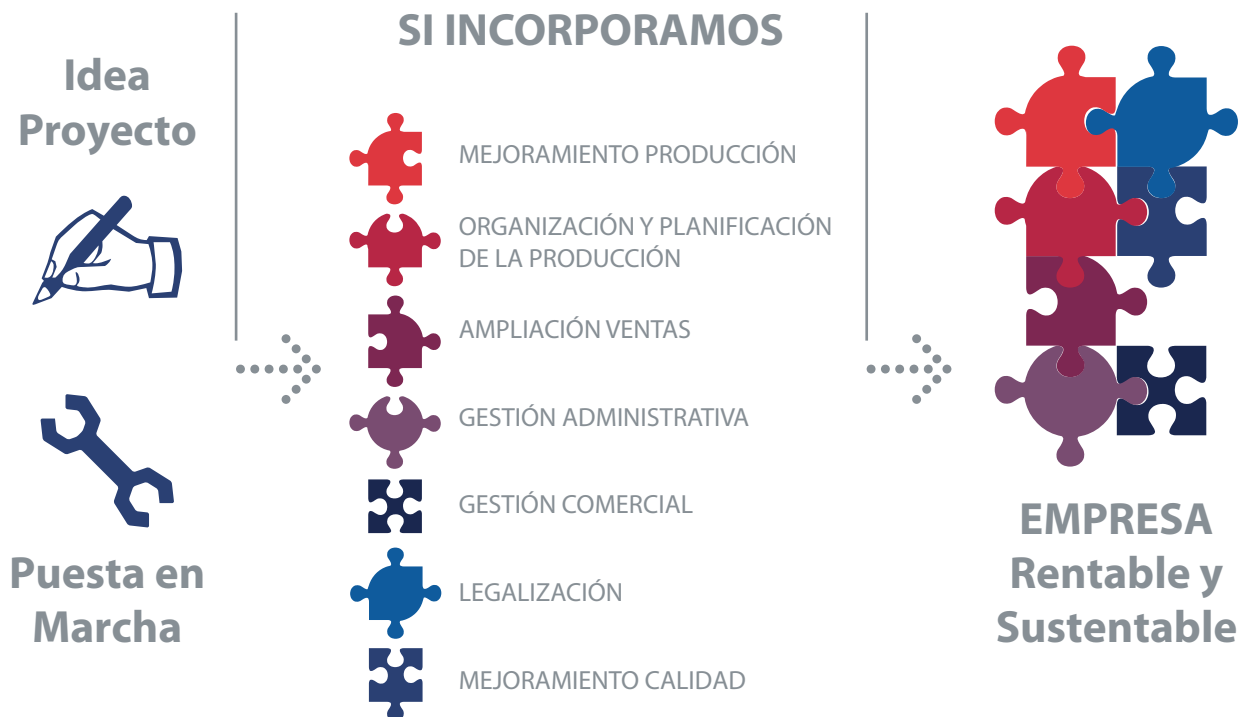 Idea
Proyecto
Puesta en
Marcha
SI INCORPORAMOS
MEJORAMIENTO PRODUCCIÓN
ORGANIZACIÓN Y PLANIFICACIÓN
DE LA PRODUCCIÓN
AMPLIACIÓN VENTAS
GESTIÓN ADMINISTRATIVA
GESTIÓN COMERCIAL
LEGALIZACIÓN
MEJORAMIENTO CALIDAD
EMPRESA
Rentable y
Sustentable